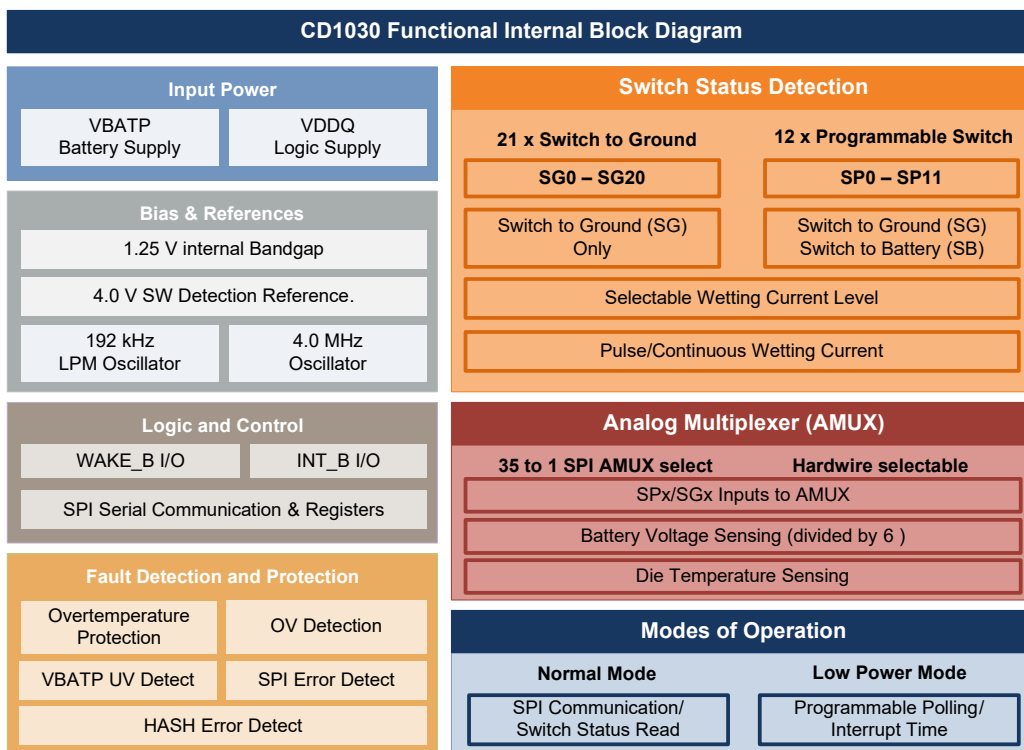 CD1030 Functional Internal Block Diagram
Input Power
VBATP
Battery Supply
VDDQ
Logic Supply
Bias & References
1.25 V internal Bandgap
4.0 V SW Detection Reference.
192 kHz
LPM Oscillator
4.0 MHz
Oscillator
Logic and Control
WAKE_B I/O
INT_B I/O
SPI Serial Communication & Registers
Fault Detection and Protection
Overtemperature
Protection
OV Detection
VBATP UV Detect
SPI Error Detect
HASH Error Detect
Switch Status Detection
21 x Switch to Ground
12 x Programmable Switch
SG0 – SG20
SP0 – SP11
Switch to Ground (SG)
Only
Switch to Ground (SG)
Switch to Battery (SB)
Selectable Wetting Current Level
Pulse/Continuous Wetting Current
Analog Multiplexer (AMUX)
35 to 1 SPI AMUX select
Hardwire selectable
SPx/SGx Inputs to AMUX
Battery Voltage Sensing (divided by 6 )
Die Temperature Sensing
Modes of Operation
Normal Mode
Low Power Mode
SPI Communication/
Switch Status Read
Programmable Polling/
Interrupt Time